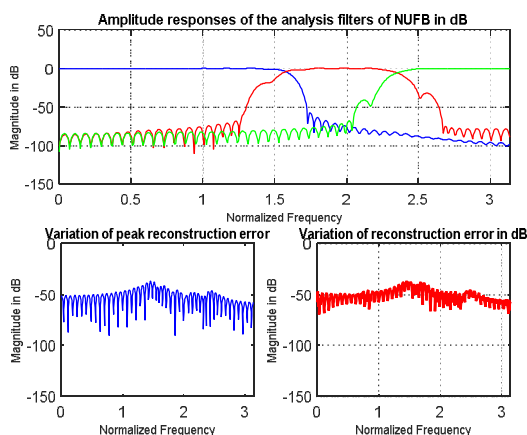 Amplitude responses of the analysis filters of NUFB in dB
Magnitude in dB
50
0
-50
-100
-150
0 0.5 1 1.5 2 2.5 3
Normalized Frequency
Variation of peak reconstruction error
Magnitude in dB
0
-50
-100
-150
0 1 2 3
Normalized Frequency
Variation of reconstruction error in dB
Magnitude in dB
0
-50
-100
-150
0 1 2 3
Normalized Frequency